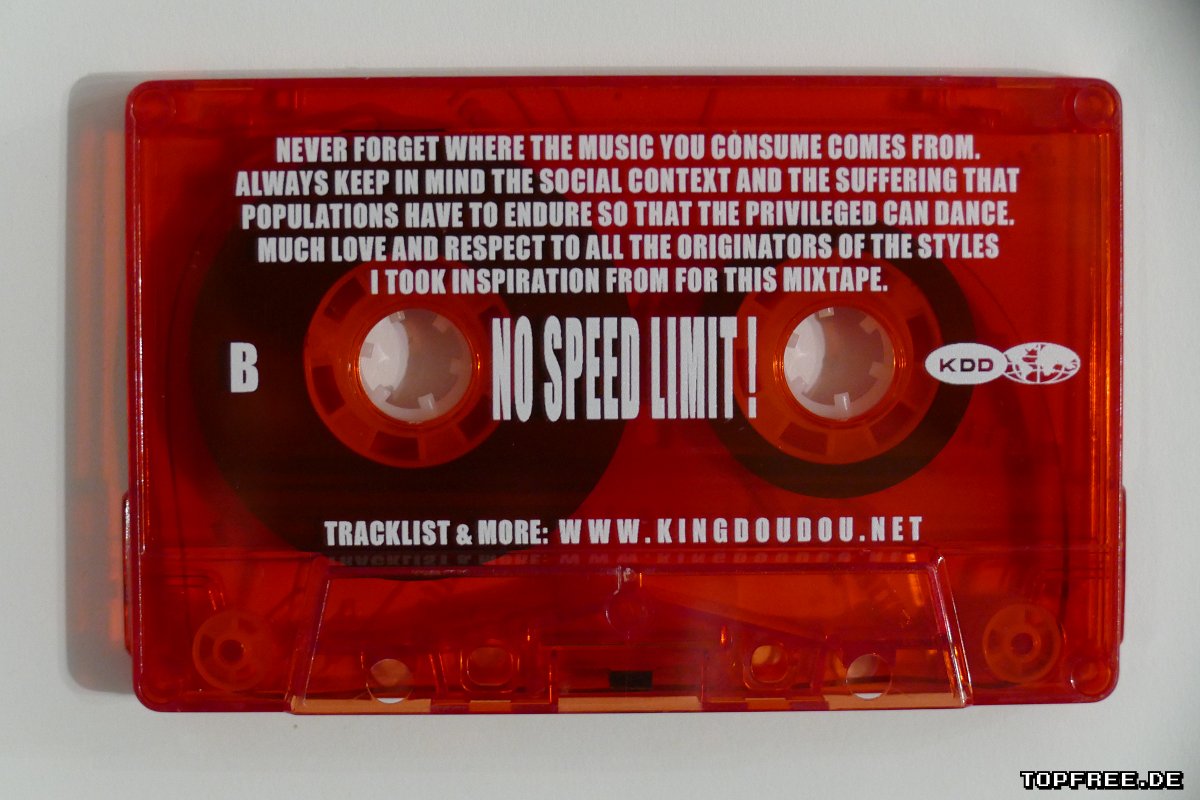 NEVER FORGET WHERE THE MUSIC YOU CONSUME COMES FROM.
ALWAYS KEEP IN MIND THE SOCIAL CONTEXT AND THE SUFFERING THAT
POPULATIONS HAVE TO ENDURE SO THAT THE PRIVILEGED CAN DANCE.
MUCH LOVE AND RESPECT TO ALL THE ORIGINATORS OF THE STYLES
I TOOK INSPIRATION FROM FOR THIS MIXTAPE.
B
NO SPEED LIMIT!
KDD
TRACKLIST & MORE: WWW.KINGDOUDOU.NET
TOPFREE.DE